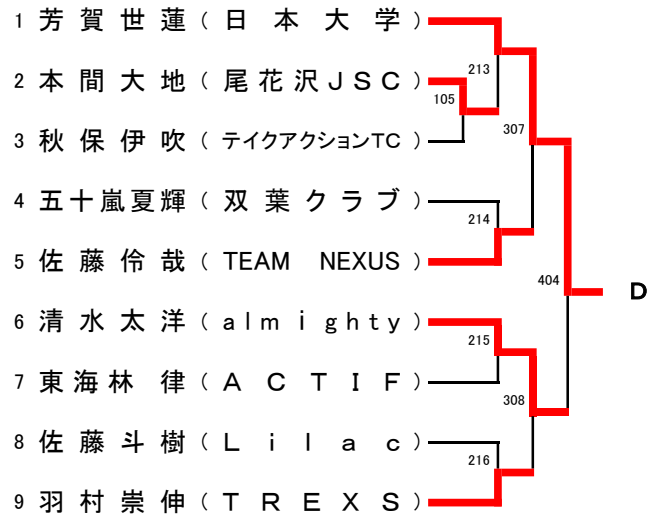 1 芳賀世蓮 ( 日本大学 )
213
2 本間大地 ( 尾花沢JSC )
105
3 秋保伊吹 ( テイクアクションTC )
307
4 五十嵐夏輝 ( 双葉クラブ )
214
5 佐藤伶哉 ( TEAM NEXUS )
404
D
6 清水太洋 ( almighty )
215
7 東海林 律 ( ACTIF )
308
8 佐藤斗樹 ( Lilac )
216
9 羽村崇伸 ( TREXS )